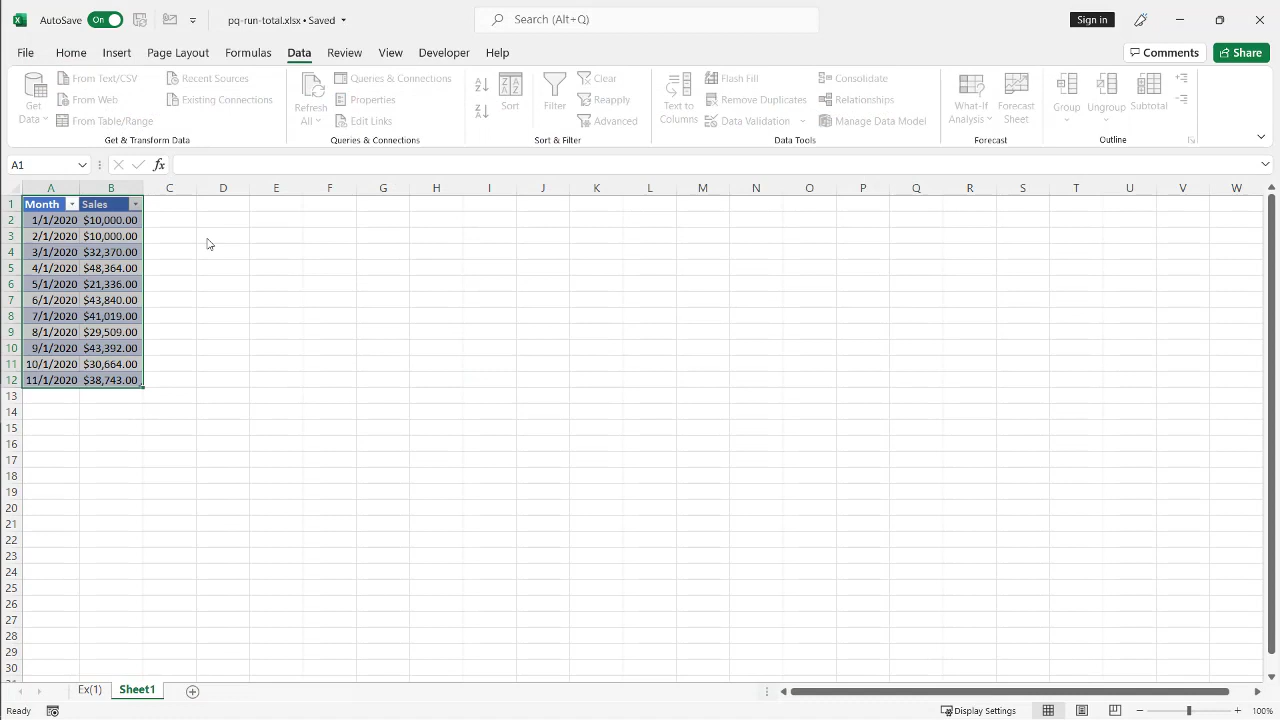 AutoSave On pq-run-total.xlsx • Saved Search (Alt+Q) Sign in
File Home Insert Page Layout Formulas Data Review View Developer Help Comments Share
Get Data From Text/CSV From Web From Table/Range Recent Sources Existing Connections
Get & Transform Data
Refresh All Queries & Connections Properties Edit Links
Queries & Connections
Sort Filter Clear Reapply Advanced
Sort & Filter
Text to Columns Flash Fill Remove Duplicates Data Validation Consolidate Relationships Manage Data Model
Data Tools
What-If Analysis Forecast Sheet
Forecast
Group Ungroup Subtotal
Outline
A1 fx
A B C D E F G H I J K L M N O P Q R S T U V W
1 Month Sales
2 1/1/2020 $10,000.00
3 2/1/2020 $10,000.00
4 3/1/2020 $32,370.00
5 4/1/2020 $48,364.00
6 5/1/2020 $21,336.00
7 6/1/2020 $43,840.00
8 7/1/2020 $41,019.00
9 8/1/2020 $29,509.00
10 9/1/2020 $43,392.00
11 10/1/2020 $30,664.00
12 11/1/2020 $38,743.00
13
14
15
16
17
18
19
20
21
22
23
24
25
26
27
28
29
30
Ex(1) Sheet1
Ready Display Settings 100%